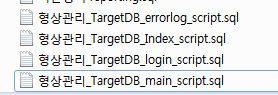 형상관리_TargetDB_errorlog_script.sql
형상관리_TargetDB_Index_script.sql
형상관리_TargetDB_login_script.sql
형상관리_TargetDB_main_script.sql